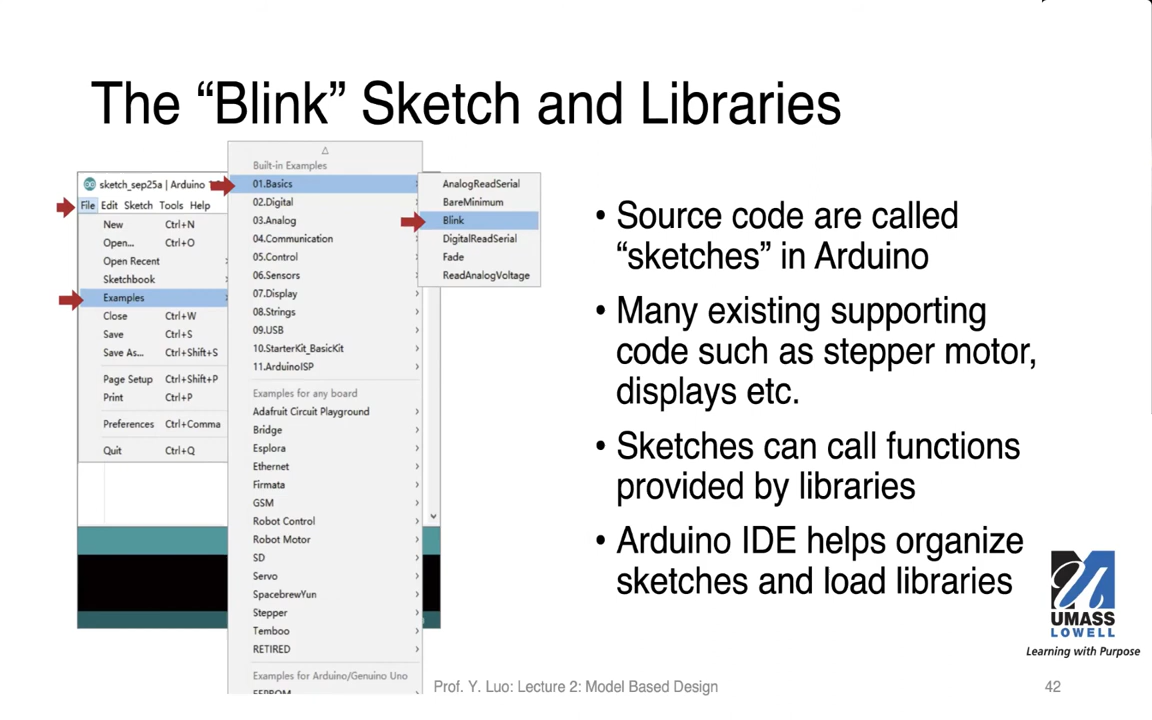 The “Blink” Sketch and Libraries
sketch_sep25a | Arduino
File Edit Sketch Tools Help
New Ctrl+N
Open... Ctrl+O
Open Recent
Sketchbook
Examples
Close Ctrl+W
Save Ctrl+S
Save As... Ctrl+Shift+S
Page Setup Ctrl+Shift+P
Print Ctrl+P
Preferences Ctrl+Comma
Quit Ctrl+Q
Built-in Examples
01.Basics
02.Digital
03.Analog
04.Communication
05.Control
06.Sensors
07.Display
08.Strings
09.USB
10.StarterKit_BasicKit
11.ArduinoISP
Examples for any board
Adafruit Circuit Playground
Bridge
Esplora
Ethernet
Firmata
GSM
Robot Control
Robot Motor
SD
Servo
SpacebrewYun
Stepper
Temboo
RETIRED
Examples for Arduino/Genuino Uno
EEPROM
AnalogReadSerial
BareMinimum
Blink
DigitalReadSerial
Fade
ReadAnalogVoltage
• Source code are called
“sketches” in Arduino
• Many existing supporting
code such as stepper motor,
displays etc.
• Sketches can call functions
provided by libraries
• Arduino IDE helps organize
sketches and load libraries
UMASS
LOWELL
Learning with Purpose
Prof. Y. Luo: Lecture 2: Model Based Design
42